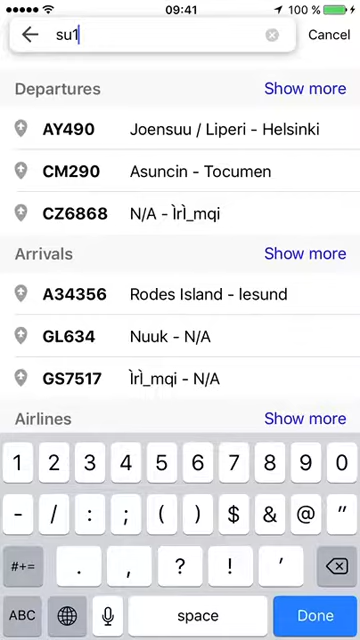 09:41 100 %
su1 Cancel
Departures Show more
AY490 Joensuu / Liperi - Helsinki
CM290 Asuncin - Tocumen
CZ6868 N/A - ÌrÌ_mqi
Arrivals Show more
A34356 Rodes Island - lesund
GL634 Nuuk - N/A
GS7517 ÌrÌ_mqi - N/A
Airlines Show more
1 2 3 4 5 6 7 8 9 0
- / : ; ( ) $ & @ "
#+= . , ? ! '
ABC space Done